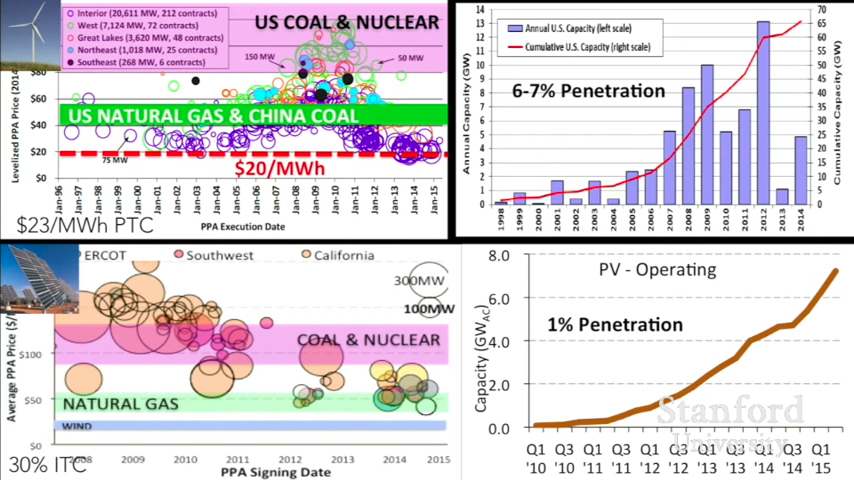 Interior (20,611 MW, 212 contracts)
West (7,124 MW, 72 contracts)
Great Lakes (3,620 MW, 48 contracts)
Northeast (1,018 MW, 25 contracts)
Southeast (268 MW, 6 contracts)
US COAL & NUCLEAR
150 MW
50 MW
Levelized PPA Price (2014
$80
$60
$40
$20
$0
US NATURAL GAS & CHINA COAL
75 MW
$20/MWh
Jan-96
Jan-97
Jan-98
Jan-99
Jan-00
Jan-01
Jan-02
Jan-03
Jan-04
Jan-05
Jan-06
Jan-07
Jan-08
Jan-09
Jan-10
Jan-11
Jan-12
Jan-13
Jan-14
Jan-15
PPA Execution Date
$23/MWh PTC
Annual U.S. Capacity (left scale)
Cumulative U.S. Capacity (right scale)
6-7% Penetration
Annual Capacity (GW)
14
13
12
11
10
9
8
7
6
5
4
3
2
1
0
Cumulative Capacity (GW)
70
65
60
55
50
45
40
35
30
25
20
15
10
5
0
1998
1999
2000
2001
2002
2003
2004
2005
2006
2007
2008
2009
2010
2011
2012
2013
2014
ERCOT
Southwest
California
300MW
100MW
Average PPA Price ($/
$100
$50
$0
COAL & NUCLEAR
NATURAL GAS
WIND
2008 2009 2010 2011 2012 2013 2014 2015
PPA Signing Date
30% ITC
PV - Operating
1% Penetration
Capacity (GWAC)
8.0
6.0
4.0
2.0
0.0
Q1 Q3 Q1 Q3 Q1 Q3 Q1 Q3 Q1 Q3 Q1
'10 '10 '11 '11 '12 '12 '13 '13 '14 '14 '15
Stanford
University